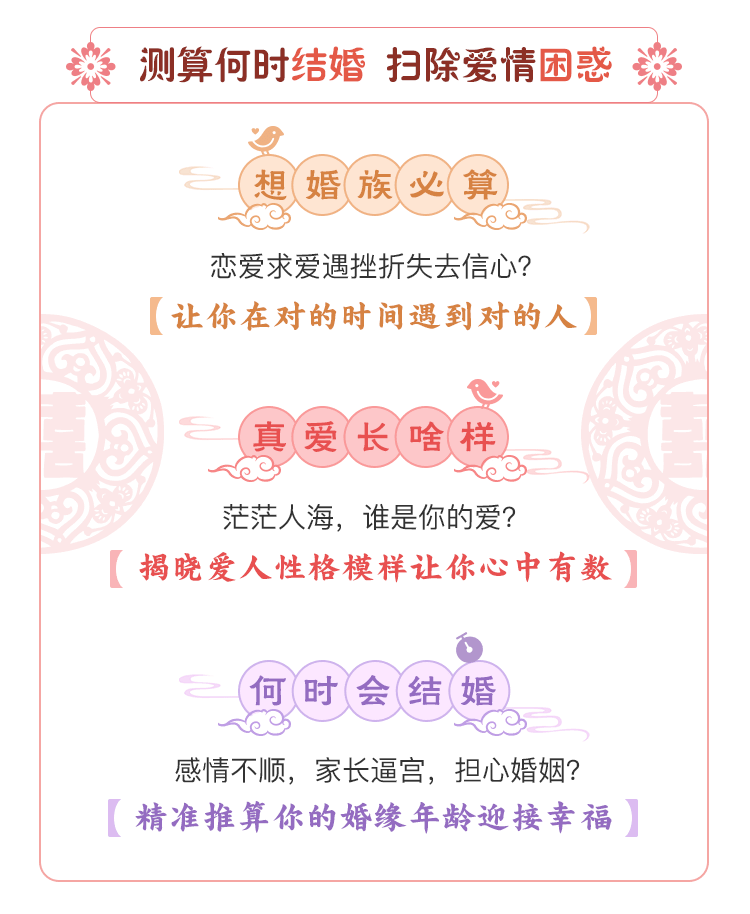 测算何时结婚 扫除爱情困惑
想婚族必算
恋爱求爱遇挫折失去信心？
【让你在对的时间遇到对的人】
真爱长啥样
茫茫人海，谁是你的爱？
【揭晓爱人性格模样让你心中有数】
何时会结婚
感情不顺，家长逼宫，担心婚姻？
【精准推算你的婚缘年龄迎接幸福】
囍
囍